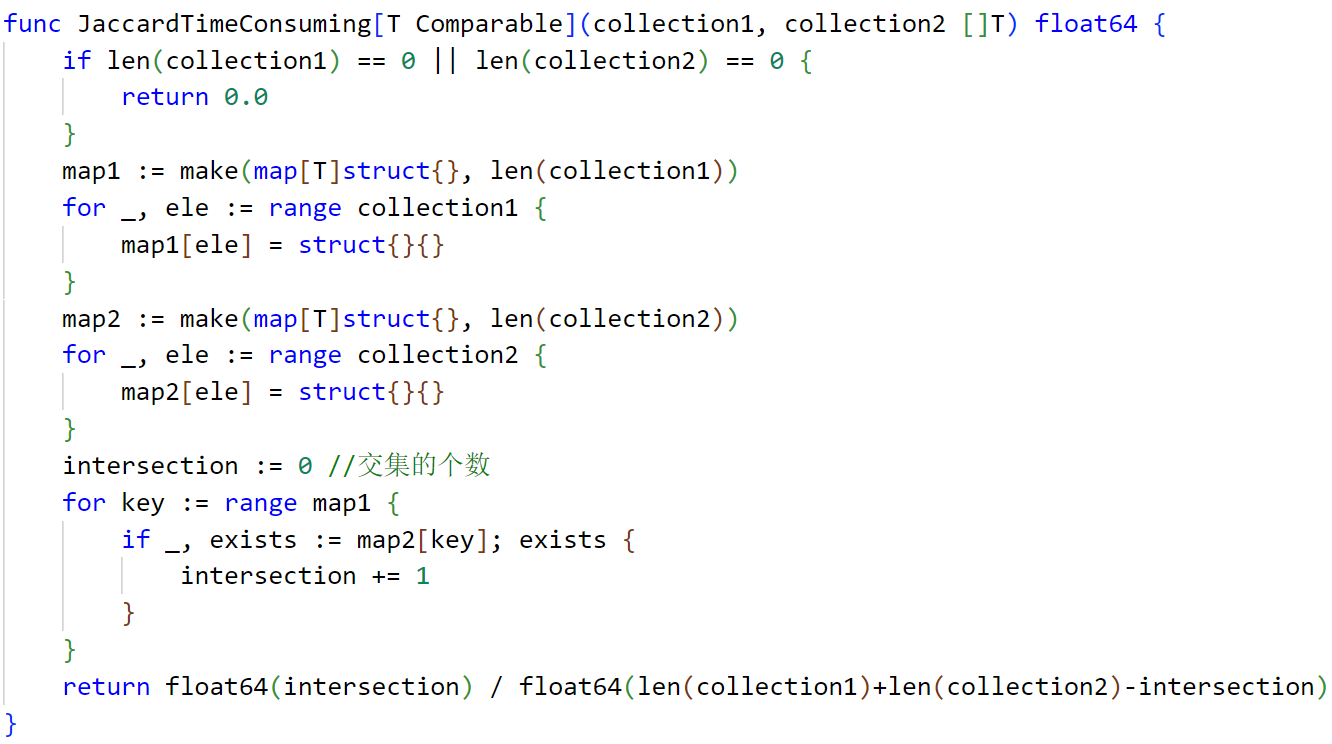 func JaccardTimeConsuming[T Comparable](collection1, collection2 []T) float64 {
    if len(collection1) == 0 || len(collection2) == 0 {
        return 0.0
    }
    map1 := make(map[T]struct{}, len(collection1))
    for _, ele := range collection1 {
        map1[ele] = struct{}{}
    }
    map2 := make(map[T]struct{}, len(collection2))
    for _, ele := range collection2 {
        map2[ele] = struct{}{}
    }
    intersection := 0 //交集的个数
    for key := range map1 {
        if _, exists := map2[key]; exists {
            intersection += 1
        }
    }
    return float64(intersection) / float64(len(collection1)+len(collection2)-intersection)
}